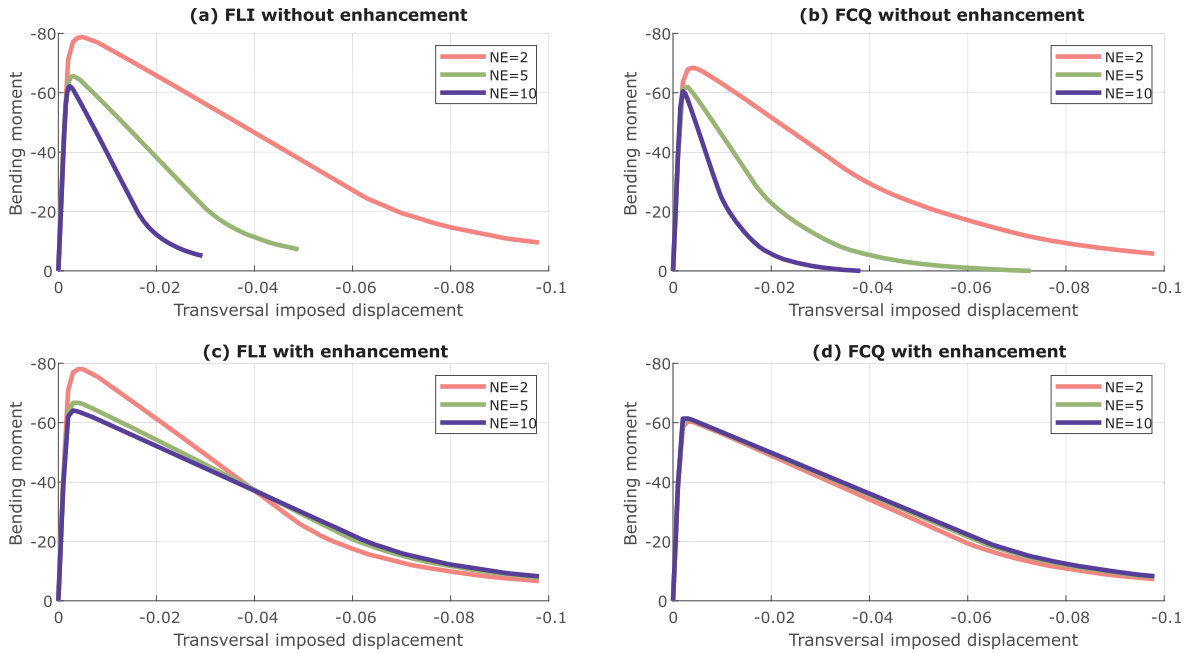 (a) FLI without enhancement
-80
-60
-40
-20
0
Bending moment
NE=2
NE=5
NE=10
0 -0.02 -0.04 -0.06 -0.08 -0.1
Transversal imposed displacement
(b) FCQ without enhancement
-80
-60
-40
-20
0
Bending moment
NE=2
NE=5
NE=10
0 -0.02 -0.04 -0.06 -0.08 -0.1
Transversal imposed displacement
(c) FLI with enhancement
-80
-60
-40
-20
0
Bending moment
NE=2
NE=5
NE=10
0 -0.02 -0.04 -0.06 -0.08 -0.1
Transversal imposed displacement
(d) FCQ with enhancement
-80
-60
-40
-20
0
Bending moment
NE=2
NE=5
NE=10
0 -0.02 -0.04 -0.06 -0.08 -0.1
Transversal imposed displacement